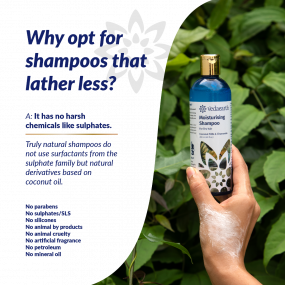 Why opt for
shampoos that
lather less?
A: It has no harsh
chemicals like sulphates.
Truly natural shampoos do
not use surfactants from the
sulphate family but natural
derivatives based on
coconut oil.
No parabens
No sulphates/SLS
No silicones
No animal by products
No animal cruelty
No artificial fragrance
No petroleum
No mineral oil
vedaearth
Moisturising
Shampoo